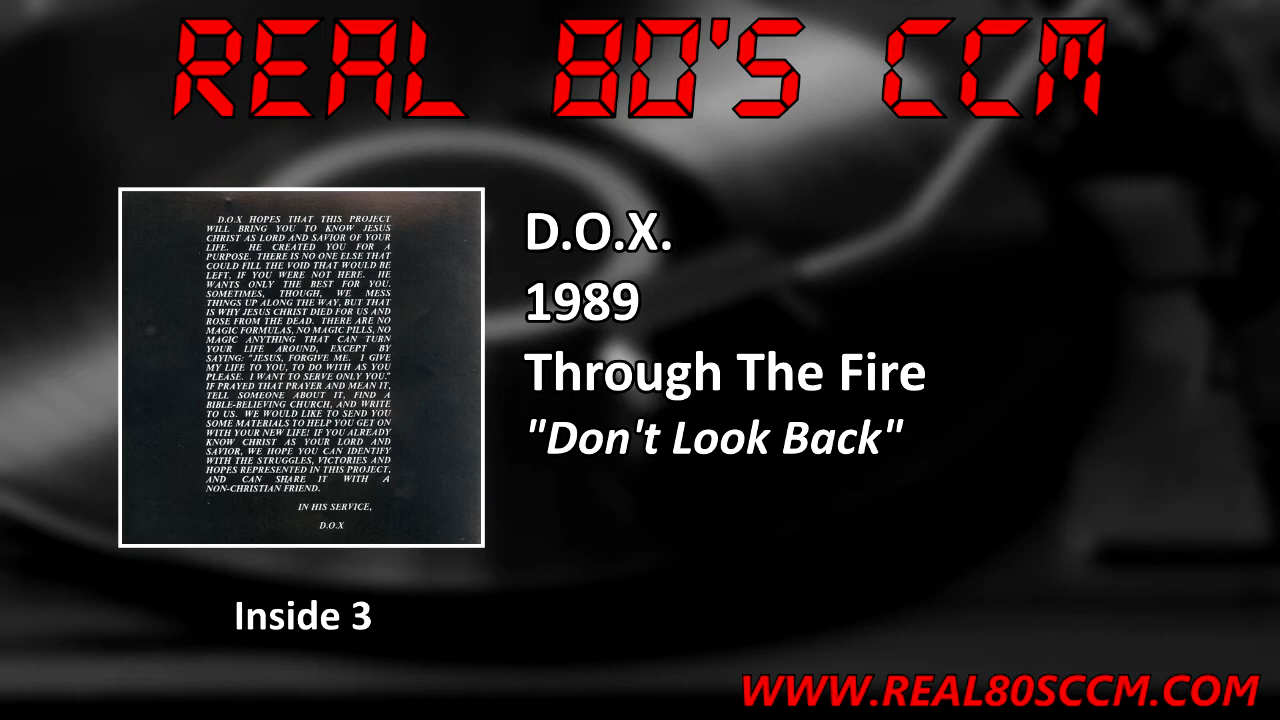 REAL 80'S CCM
D.O.X HOPES THAT THIS PROJECT
WILL BRING YOU TO KNOW JESUS
CHRIST AS LORD AND SAVIOR OF YOUR
LIFE. HE CREATED YOU FOR A
PURPOSE. THERE IS NO ONE ELSE THAT
COULD FILL THE VOID THAT WOULD BE
LEFT, IF YOU WERE NOT HERE. HE
WANTS ONLY THE BEST FOR YOU.
SOMETIMES, THOUGH, WE MESS
THINGS UP ALONG THE WAY, BUT THAT
IS WHY JESUS CHRIST DIED FOR US AND
ROSE FROM THE DEAD. THERE ARE NO
MAGIC FORMULAS, NO MAGIC PILLS, NO
MAGIC ANYTHING THAT CAN TURN
YOUR LIFE AROUND, EXCEPT BY
SAYING: "JESUS, FORGIVE ME. I GIVE
MY LIFE TO YOU, TO DO WITH AS YOU
PLEASE. I WANT TO SERVE ONLY YOU."
IF PRAYED THAT PRAYER AND MEAN IT,
TELL SOMEONE ABOUT IT, FIND A
BIBLE-BELIEVING CHURCH, AND WRITE
TO US. WE WOULD LIKE TO SEND YOU
SOME MATERIALS TO HELP YOU GET ON
WITH YOUR NEW LIFE! IF YOU ALREADY
KNOW CHRIST AS YOUR LORD AND
SAVIOR, WE HOPE YOU CAN IDENTIFY
WITH THE STRUGGLES, VICTORIES AND
HOPES REPRESENTED IN THIS PROJECT,
AND CAN SHARE IT WITH A
NON-CHRISTIAN FRIEND.
IN HIS SERVICE,
D.O.X
Inside 3
D.O.X.
1989
Through The Fire
"Don't Look Back"
WWW.REAL80SCCM.COM